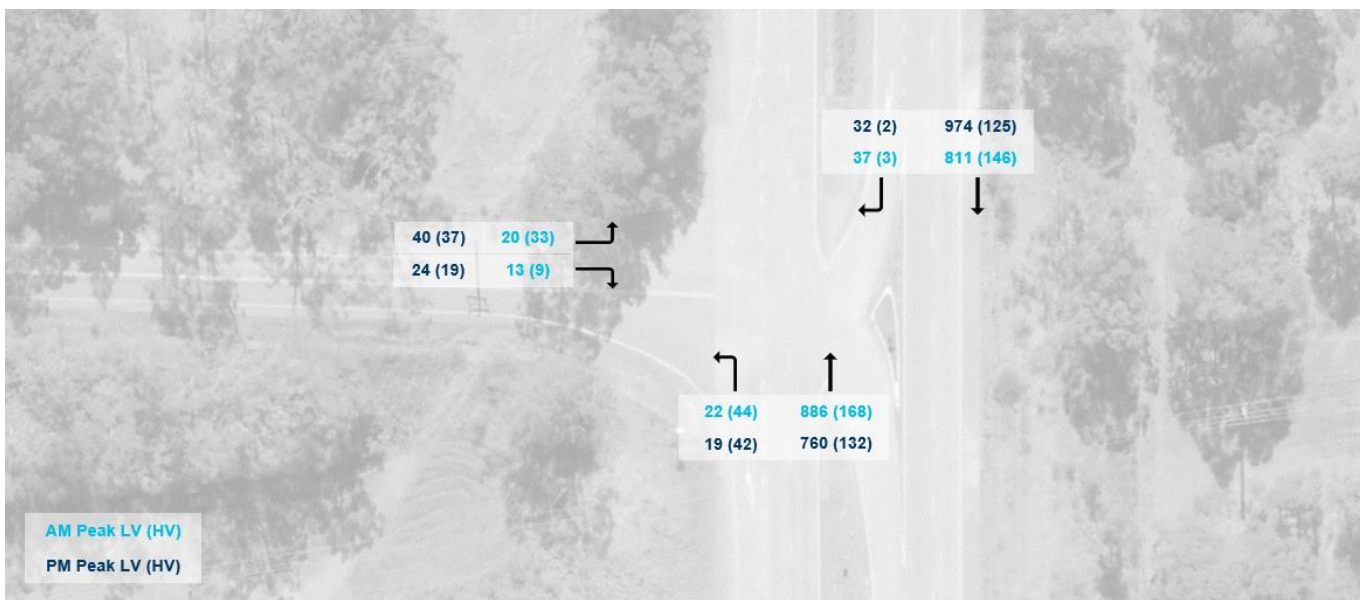 32 (2) 974 (125)
37 (3) 811 (146)
40 (37) 20 (33)
24 (19) 13 (9)
22 (44) 886 (168)
19 (42) 760 (132)
AM Peak LV (HV)
PM Peak LV (HV)